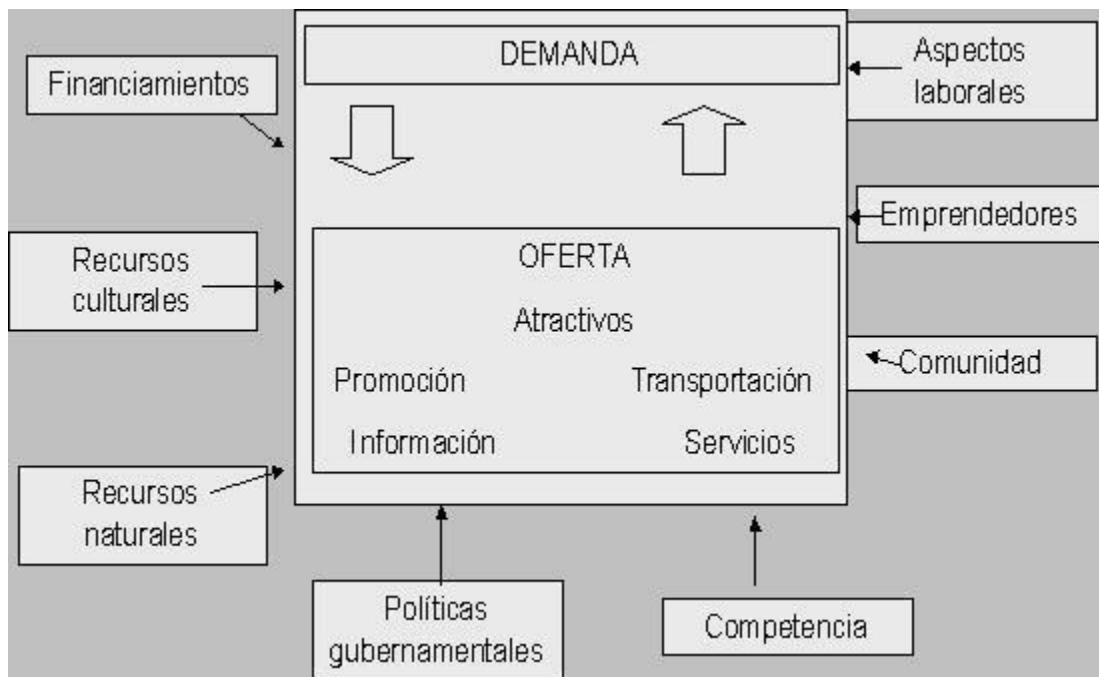 DEMANDA
Financiamientos
Aspectos
laborales
Emprendedores
Recursos
culturales
OFERTA
Atractivos
Promoción
Transportación
Información
Servicios
Comunidad
Recursos
naturales
Políticas
gubernamentales
Competencia